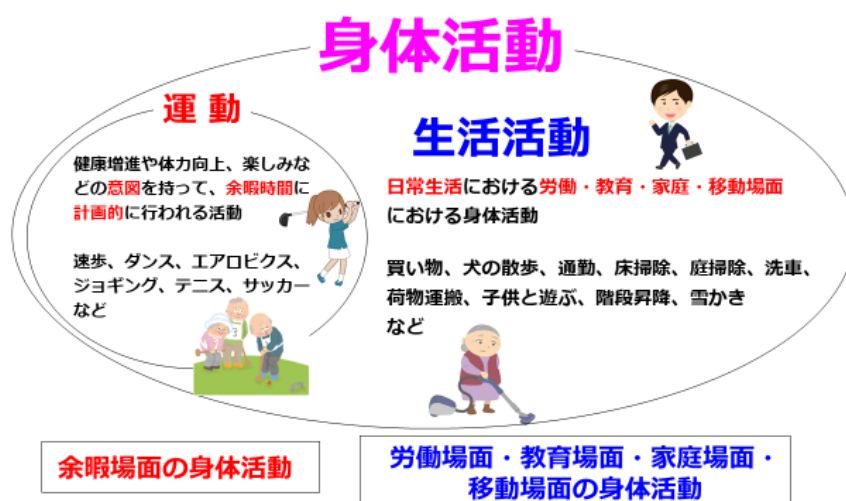 身体活動
運 動
健康増進や体力向上、楽しみな
どの意図を持って、余暇時間に
計画的に行われる活動
速歩、ダンス、エアロビクス、
ジョギング、テニス、サッカー
など
生活活動
日常生活における労働・教育・家庭・移動場面
における身体活動
買い物、犬の散歩、通勤、床掃除、庭掃除、洗車、
荷物運搬、子供と遊ぶ、階段昇降、雪かき
など
3
余暇場面の身体活動
労働場面・教育場面・家庭場面・
移動場面の身体活動